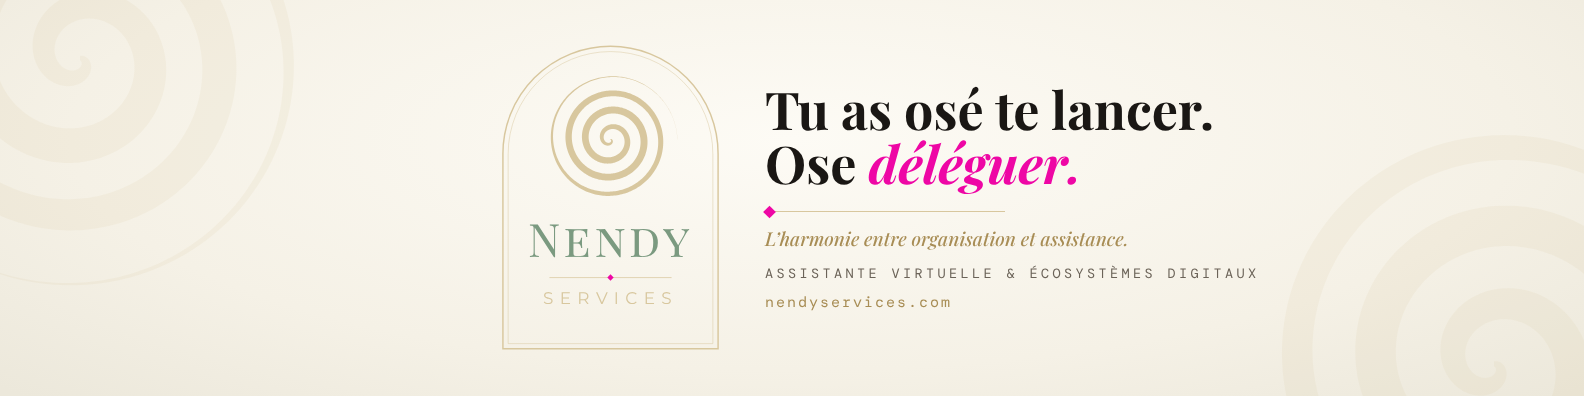 NENDY
SERVICES
Tu as osé te lancer.
Ose déléguer.
L’harmonie entre organisation et assistance.
ASSISTANTE VIRTUELLE & ÉCOSYSTÈMES DIGITAUX
nendyservices.com